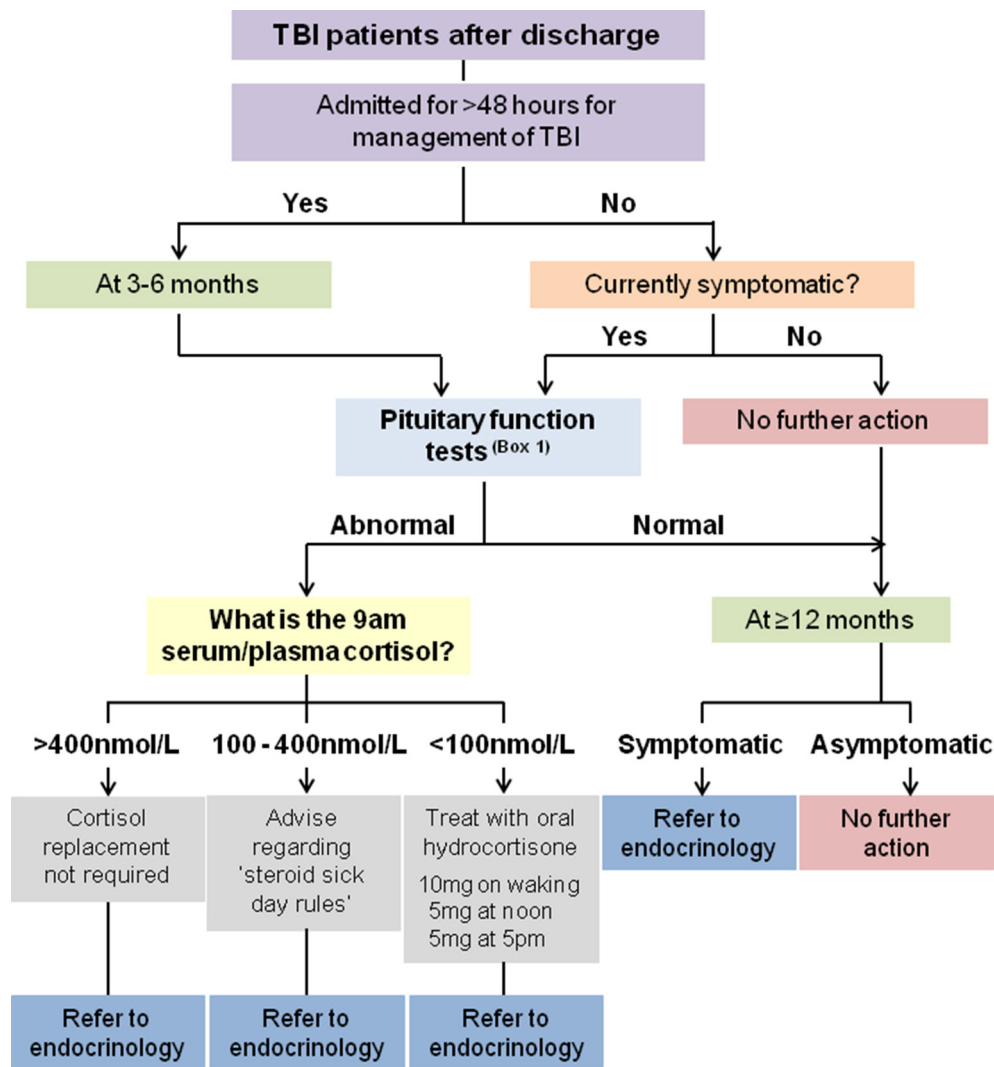 TBI patients after discharge
Admitted for >48 hours for
management of TBI
Yes
No
At 3-6 months
Currently symptomatic?
Yes
No
Pituitary function
tests (Box 1)
No further action
Abnormal
Normal
What is the 9am
serum/plasma cortisol?
At ≥12 months
>400nmol/L
100 - 400nmol/L
<100nmol/L
Symptomatic
Asymptomatic
Cortisol
replacement
not required
Advise
regarding
'steroid sick
day rules'
Treat with oral
hydrocortisone
10mg on waking
5mg at noon
5mg at 5pm
Refer to
endocrinology
No further
action
Refer to
endocrinology
Refer to
endocrinology
Refer to
endocrinology